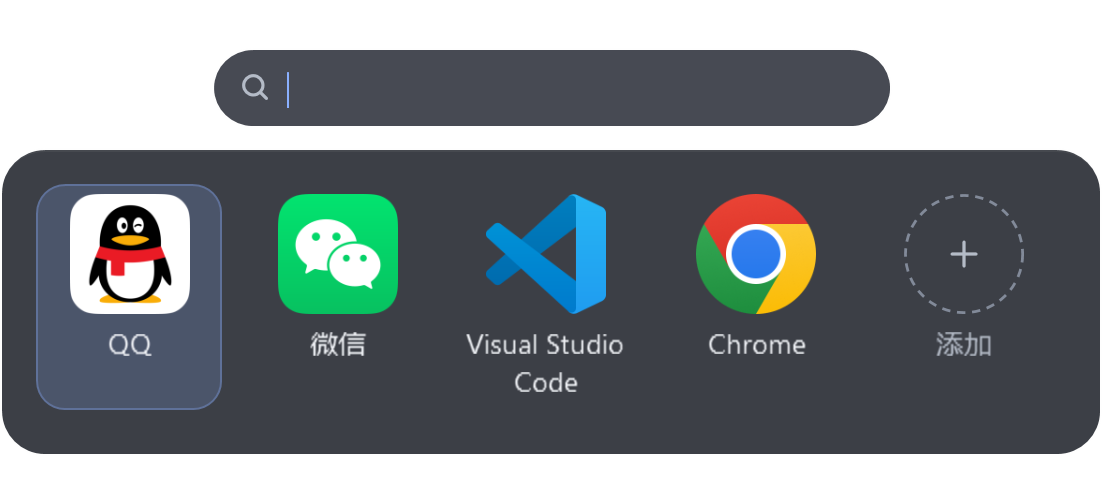 QQ
微信
Visual Studio
Code
Chrome
添加